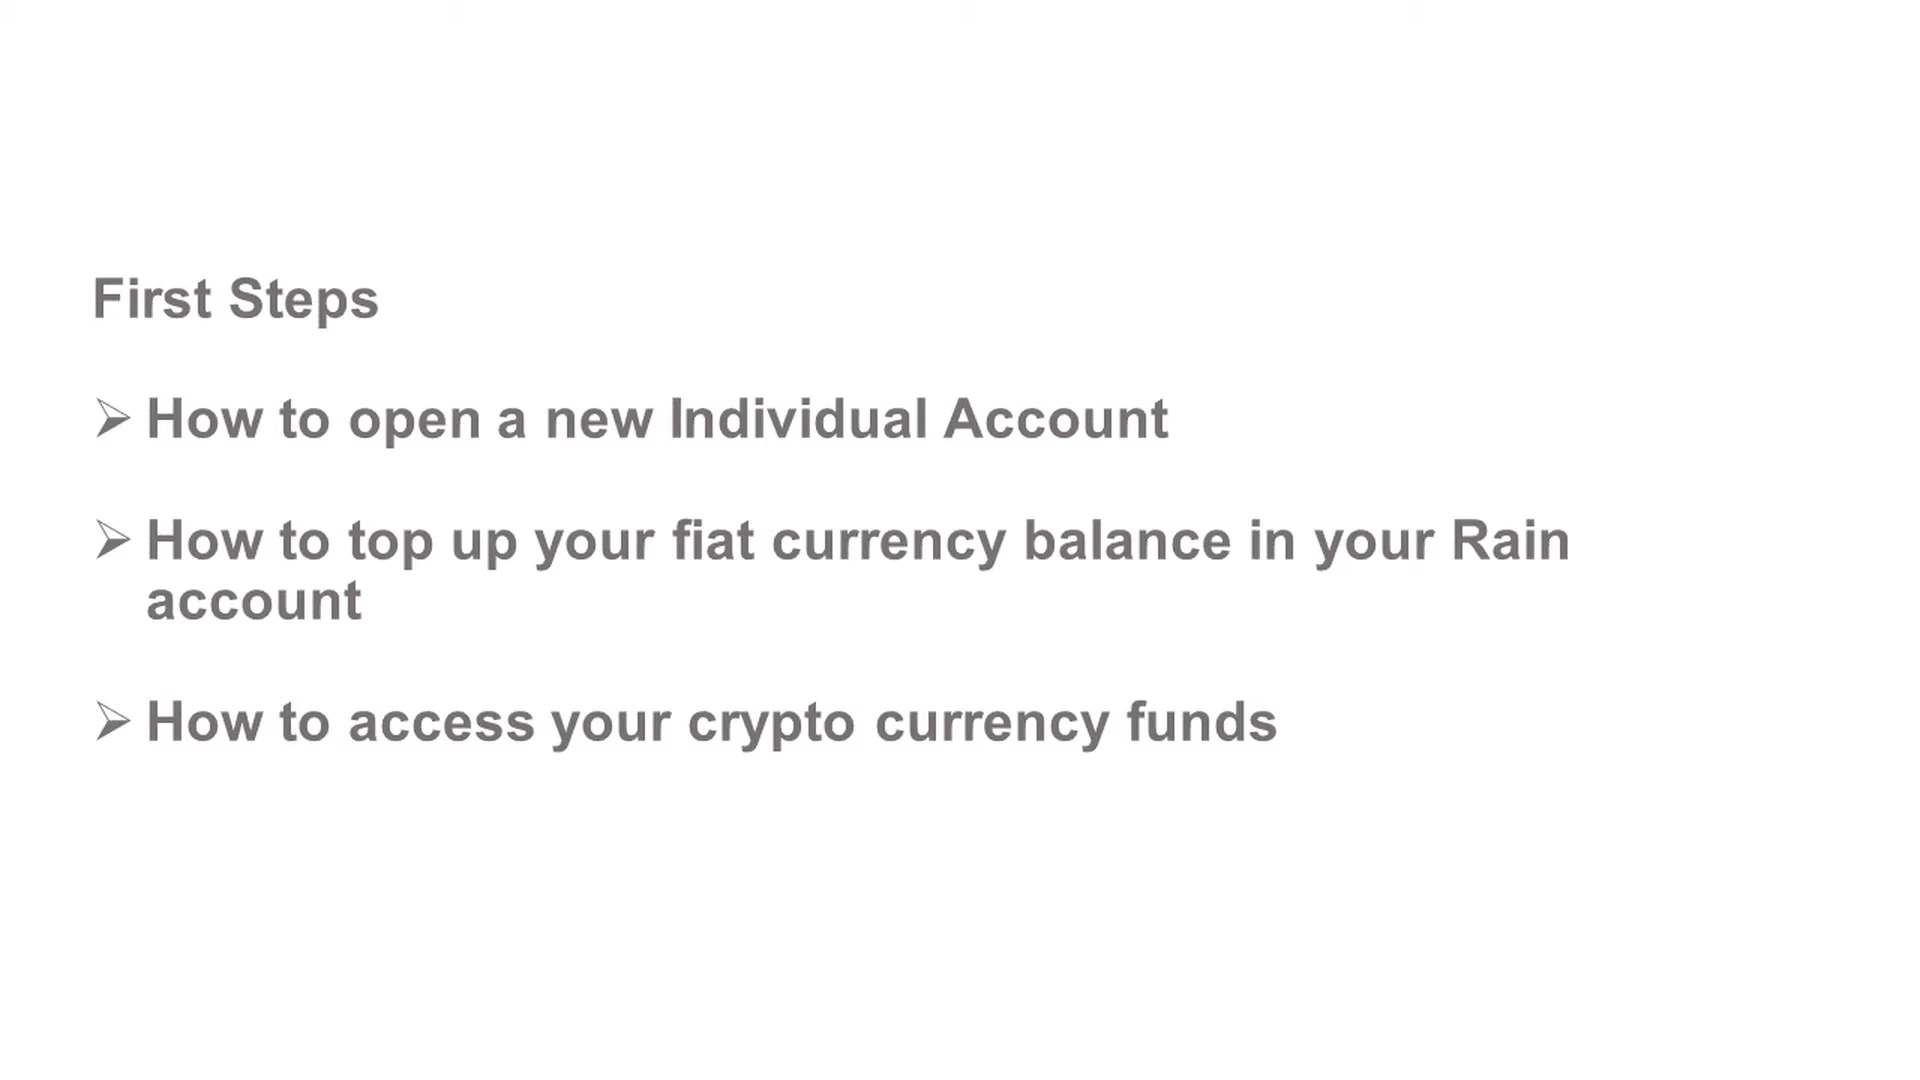 First Steps
➢ How to open a new Individual Account
➢ How to top up your fiat currency balance in your Rain
account
➢ How to access your crypto currency funds